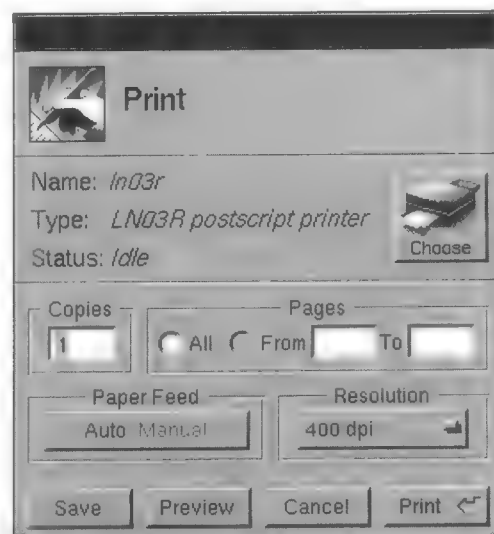 Print
Name: ln03r
Type: LN03R postscript printer
Status: Idle
Choose
Copies
1
Pages
All From To
Paper Feed
Auto Manual
Resolution
400 dpi
Save Preview Cancel Print